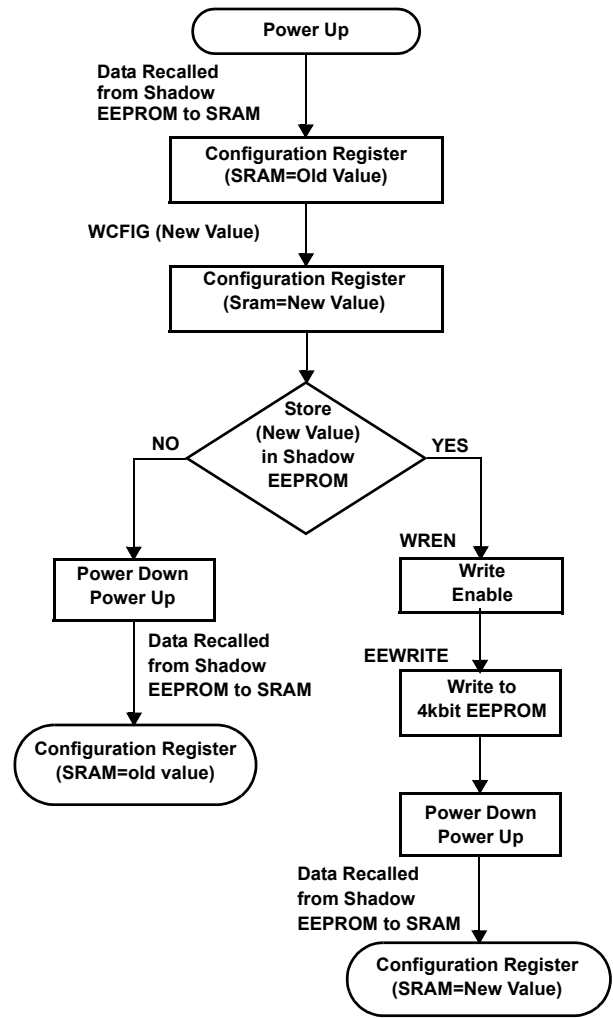 Power Up
Data Recalled
from Shadow
EEPROM to SRAM
Configuration Register
(SRAM=Old Value)
WCFIG (New Value)
Configuration Register
(Sram=New Value)
Store
(New Value)
in Shadow
EEPROM
NO
YES
Power Down
Power Up
Data Recalled
from Shadow
EEPROM to SRAM
Configuration Register
(SRAM=old value)
WREN
Write
Enable
EEWRITE
Write to
4kbit EEPROM
Power Down
Power Up
Data Recalled
from Shadow
EEPROM to SRAM
Configuration Register
(SRAM=New Value)